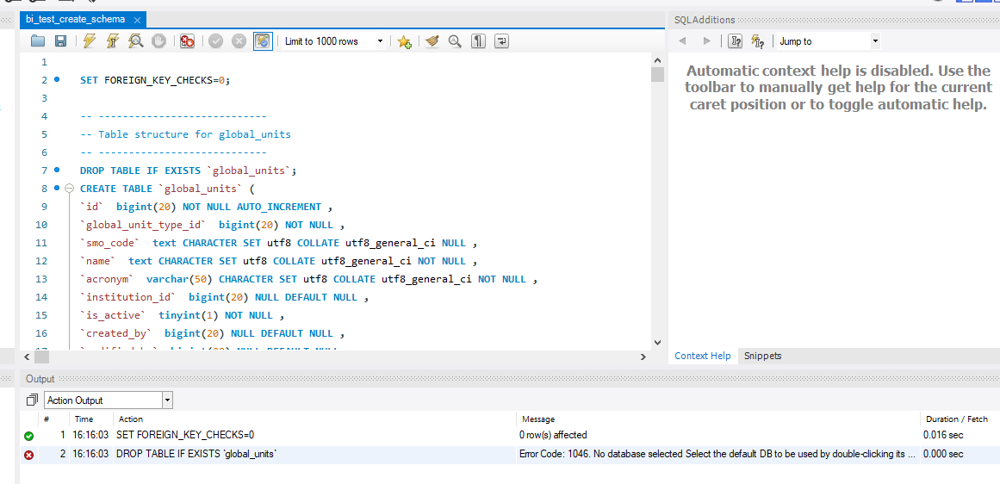 bi_test_create_schema
SQLAdditions
Limit to 1000 rows
Jump to
1
2 SET FOREIGN_KEY_CHECKS=0;
3
4 -- ----------------------------
5 -- Table structure for global_units
6 -- ----------------------------
7 DROP TABLE IF EXISTS `global_units`;
8 CREATE TABLE `global_units` (
9 `id`  bigint(20) NOT NULL AUTO_INCREMENT ,
10 `global_unit_type_id`  bigint(20) NOT NULL ,
11 `smo_code`  text CHARACTER SET utf8 COLLATE utf8_general_ci NULL ,
12 `name`  text CHARACTER SET utf8 COLLATE utf8_general_ci NOT NULL ,
13 `acronym`  varchar(50) CHARACTER SET utf8 COLLATE utf8_general_ci NOT NULL ,
14 `institution_id`  bigint(20) NULL DEFAULT NULL ,
15 `is_active`  tinyint(1) NOT NULL ,
16 `created_by`  bigint(20) NULL DEFAULT NULL ,
Automatic context help is disabled. Use the
toolbar to manually get help for the current
caret position or to toggle automatic help.
Context Help Snippets
Output
Action Output
# Time Action Message Duration / Fetch
1 16:16:03 SET FOREIGN_KEY_CHECKS=0 0 row(s) affected 0.016 sec
2 16:16:03 DROP TABLE IF EXISTS `global_units` Error Code: 1046. No database selected Select the default DB to be used by double-clicking its ... 0.000 sec